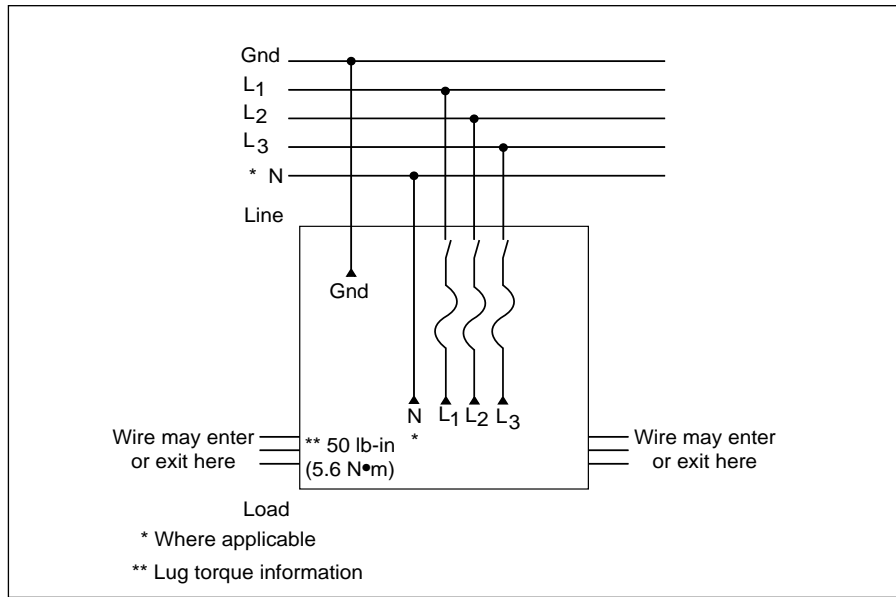 Gnd
L1
L2
L3
* N
Line
Gnd
N L1 L2 L3
*
Wire may enter
or exit here
** 50 lb-in
(5.6 N•m)
Wire may enter
or exit here
Load
* Where applicable
** Lug torque information